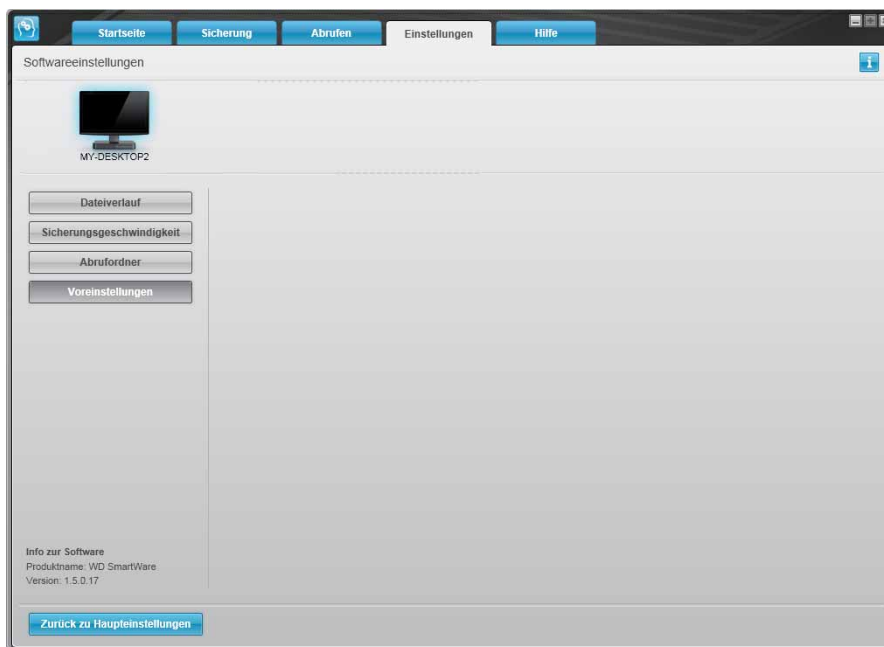 Startseite
Sicherung
Abrufen
Einstellungen
Hilfe
Softwareeinstellungen
i
MY-DESKTOP2
Dateiverlauf
Sicherungsgeschwindigkeit
Abrufordner
Voreinstellungen
Info zur Software
Produktname: WD SmartWare
Version: 1.5.0.17
Zurück zu Haupteinstellungen